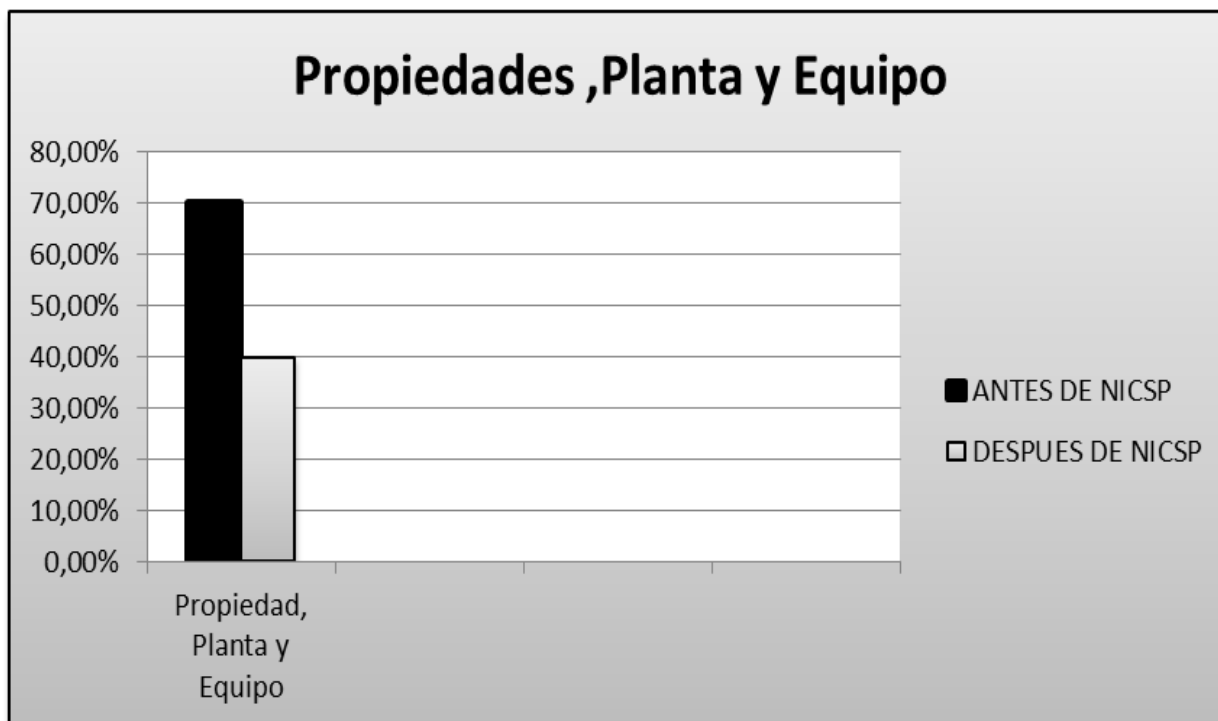 Propiedades ,Planta y Equipo
80,00%
70,00%
60,00%
50,00%
40,00%
30,00%
20,00%
10,00%
0,00%
Propiedad,
Planta y
Equipo
ANTES DE NICSP
DESPUES DE NICSP